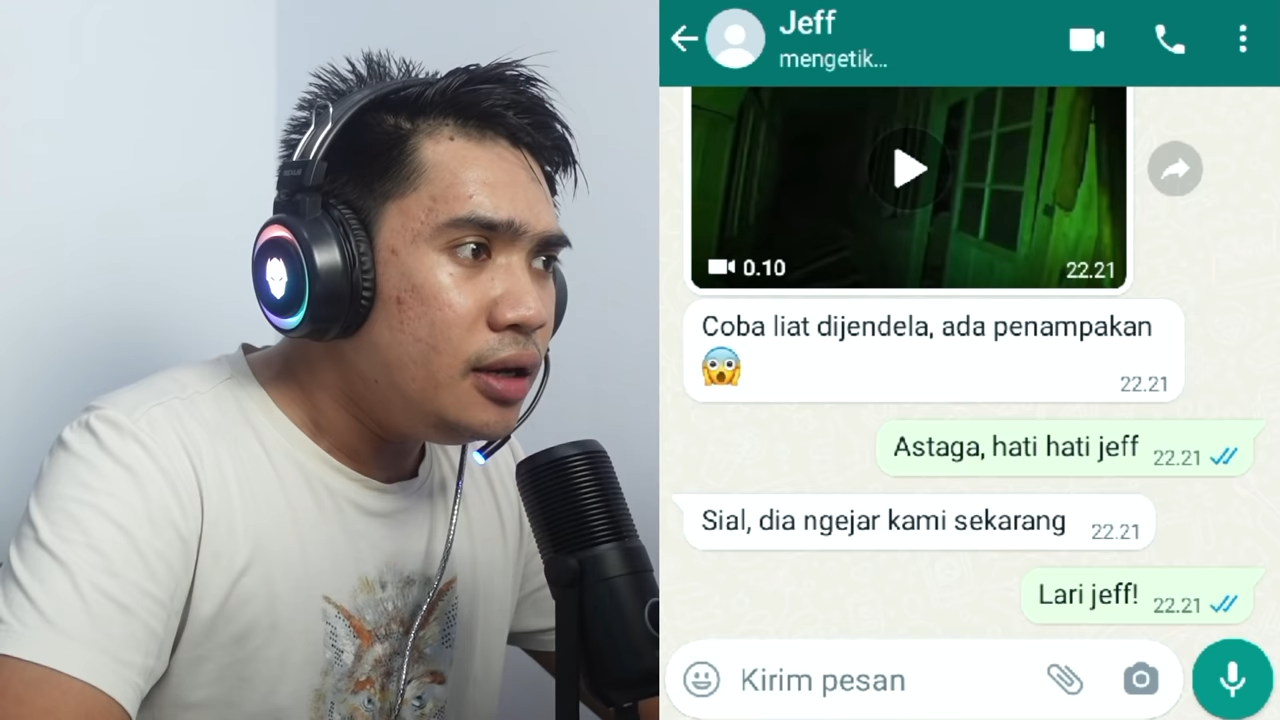 Jeff
mengetik...
0.10
22.21
Coba liat dijendela, ada penampakan
😱
22.21
Astaga, hati hati jeff 22.21
Sial, dia ngejar kami sekarang 22.21
Lari jeff! 22.21
Kirim pesan